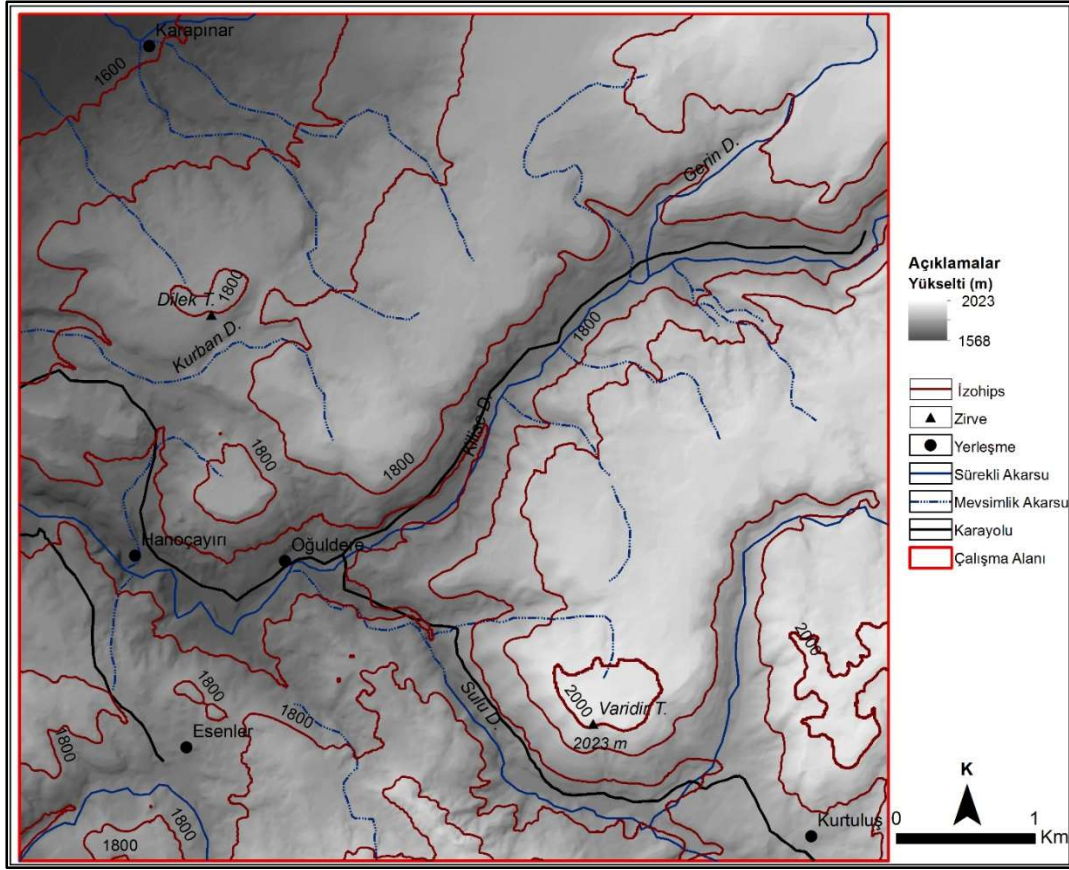 Karapınar
1600
Gerin D.
1800
Dilek T.
Kurban D.
1800
Kilise D.
1800
1800
Hanoçayırı
Oğuldere
2000
1800
2000
Varidin T.
Sulu D.
1800
Esenler
1800
2023 m
1800
1800
Kurtuluş
Açıklamalar
Yükselti (m)
2023
1568
İzohips
Zirve
Yerleşme
Sürekli Akarsu
Mevsimlik Akarsu
Karayolu
Çalışma Alanı
K
0 1
Km